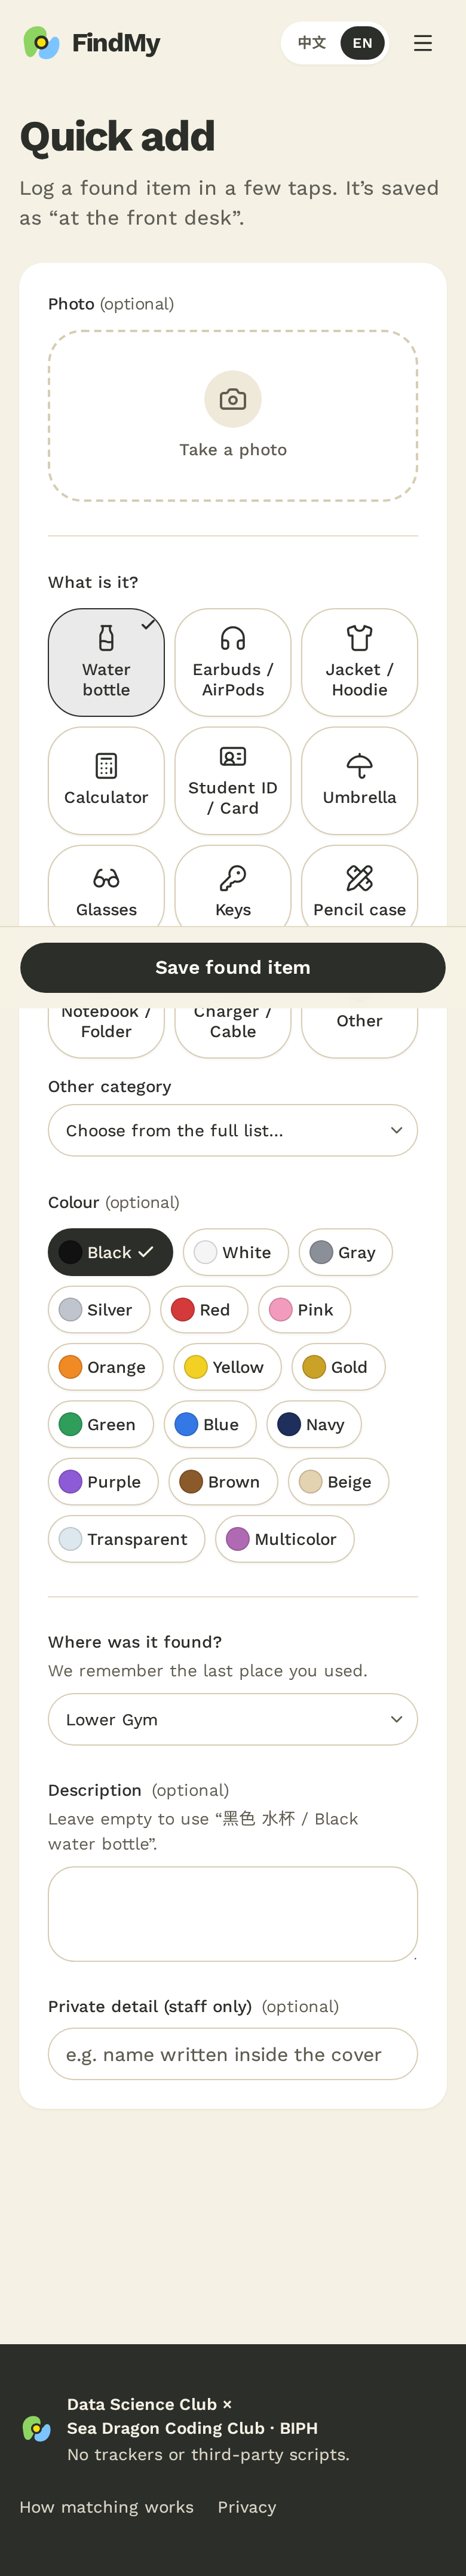 FindMy
中文
EN
Quick add
Log a found item in a few taps. It’s saved
as “at the front desk”.
Photo (optional)
Take a photo
What is it?
Water
bottle
Earbuds /
AirPods
Jacket /
Hoodie
Calculator
Student ID
/ Card
Umbrella
Glasses
Keys
Pencil case
Save found item
Notebook /
Folder
Charger /
Cable
Other
Other category
Choose from the full list…
Colour (optional)
Black
White
Gray
Silver
Red
Pink
Orange
Yellow
Gold
Green
Blue
Navy
Purple
Brown
Beige
Transparent
Multicolor
Where was it found?
We remember the last place you used.
Lower Gym
Description (optional)
Leave empty to use “黑色 水杯 / Black
water bottle”.
Private detail (staff only) (optional)
e.g. name written inside the cover
Data Science Club ×
Sea Dragon Coding Club · BIPH
No trackers or third-party scripts.
How matching works
Privacy